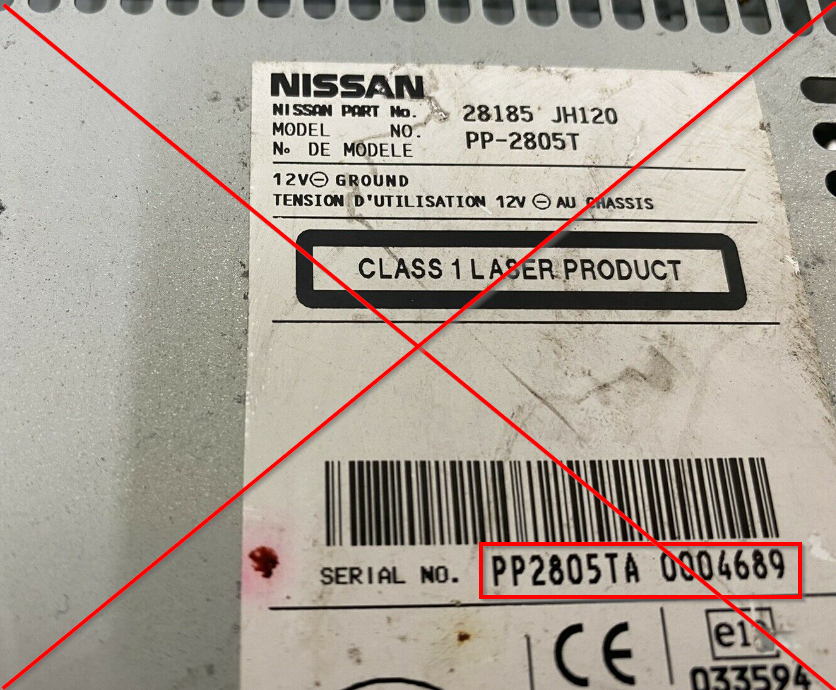 NISSAN
NISSAN PART No. 28185 JH120
MODEL NO. PP-2805T
No DE MODELE
12V⊖ GROUND
TENSION D'UTILISATION 12V ⊖ AU CHASSIS
CLASS 1 LASER PRODUCT
SERIAL NO. PP2805TA 0004689
CE
033594